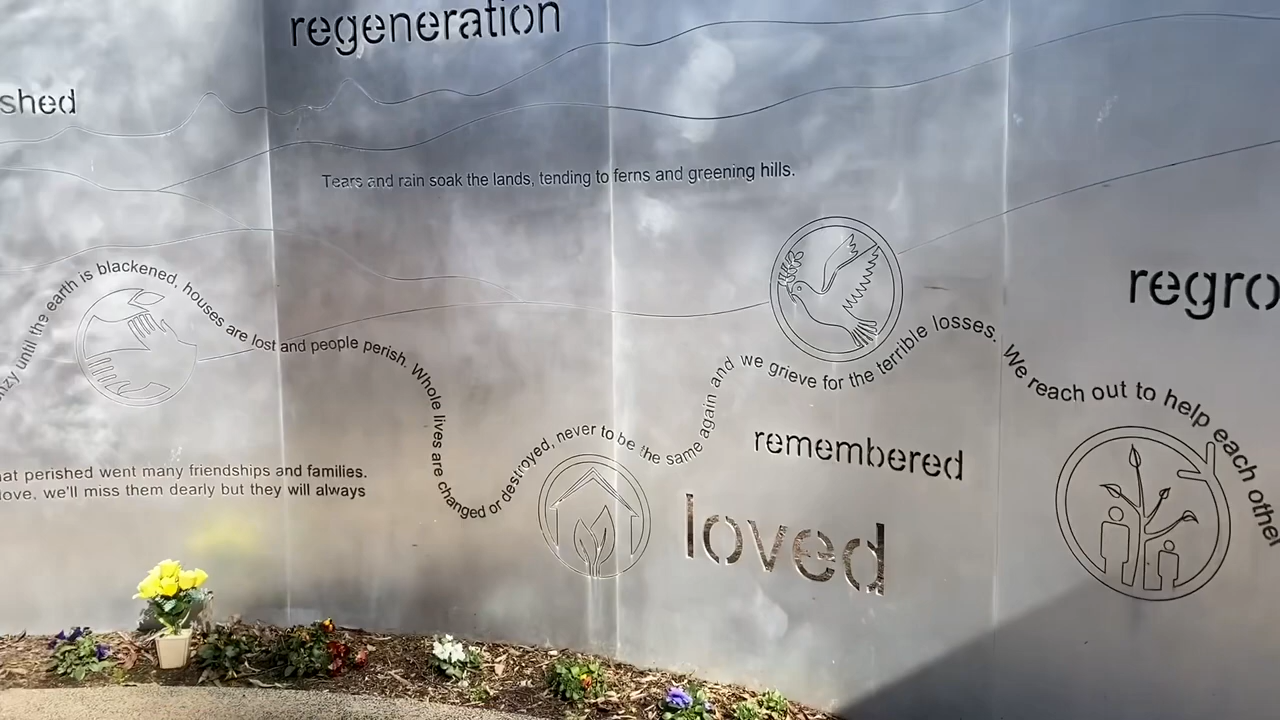 regeneration
shed
Tears and rain soak the lands, tending to ferns and greening hills.
until the earth is blackened, houses are lost and people perish. Whole lives are changed or destroyed, never to be the same again and we grieve for the terrible losses. We reach out to help each other
regro
remembered
perished went many friendships and families.
we'll miss them dearly but they will always
loved